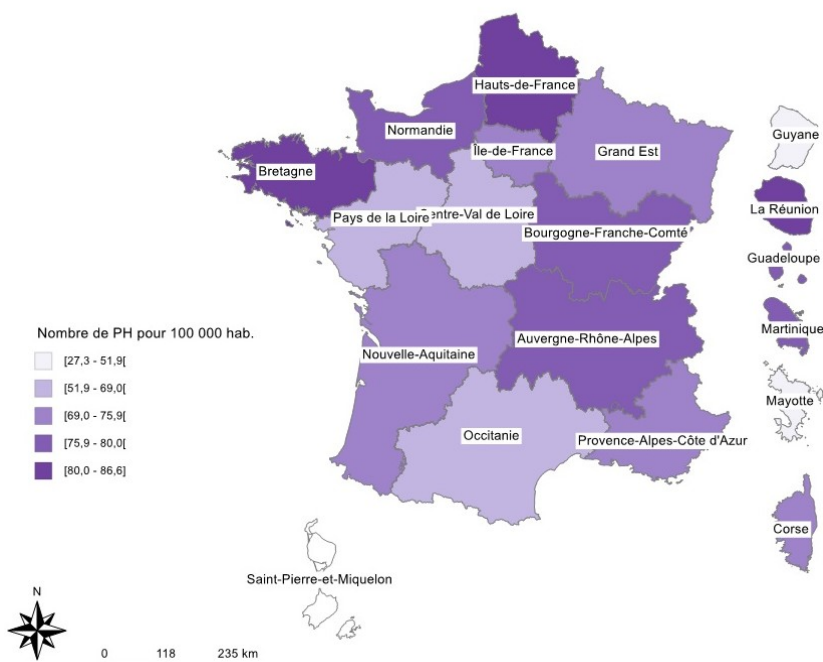 Hauts-de-France
Normandie
Île-de-France
Grand Est
Guyane
Bretagne
La Réunion
Pays de la Loire
entre-Val de Loire
Bourgogne-Franche-Comté
Guadeloupe
Nombre de PH pour 100 000 hab.
[27,3 - 51,9[
[51,9 - 69,0[
[69,0 - 75,9[
[75,9 - 80,0[
[80,0 - 86,6]
Auvergne-Rhône-Alpes
Martinique
Nouvelle-Aquitaine
Mayotte
Occitanie
Provence-Alpes-Côte d'Azur
Corse
Saint-Pierre-et-Miquelon
N
0 118 235 km